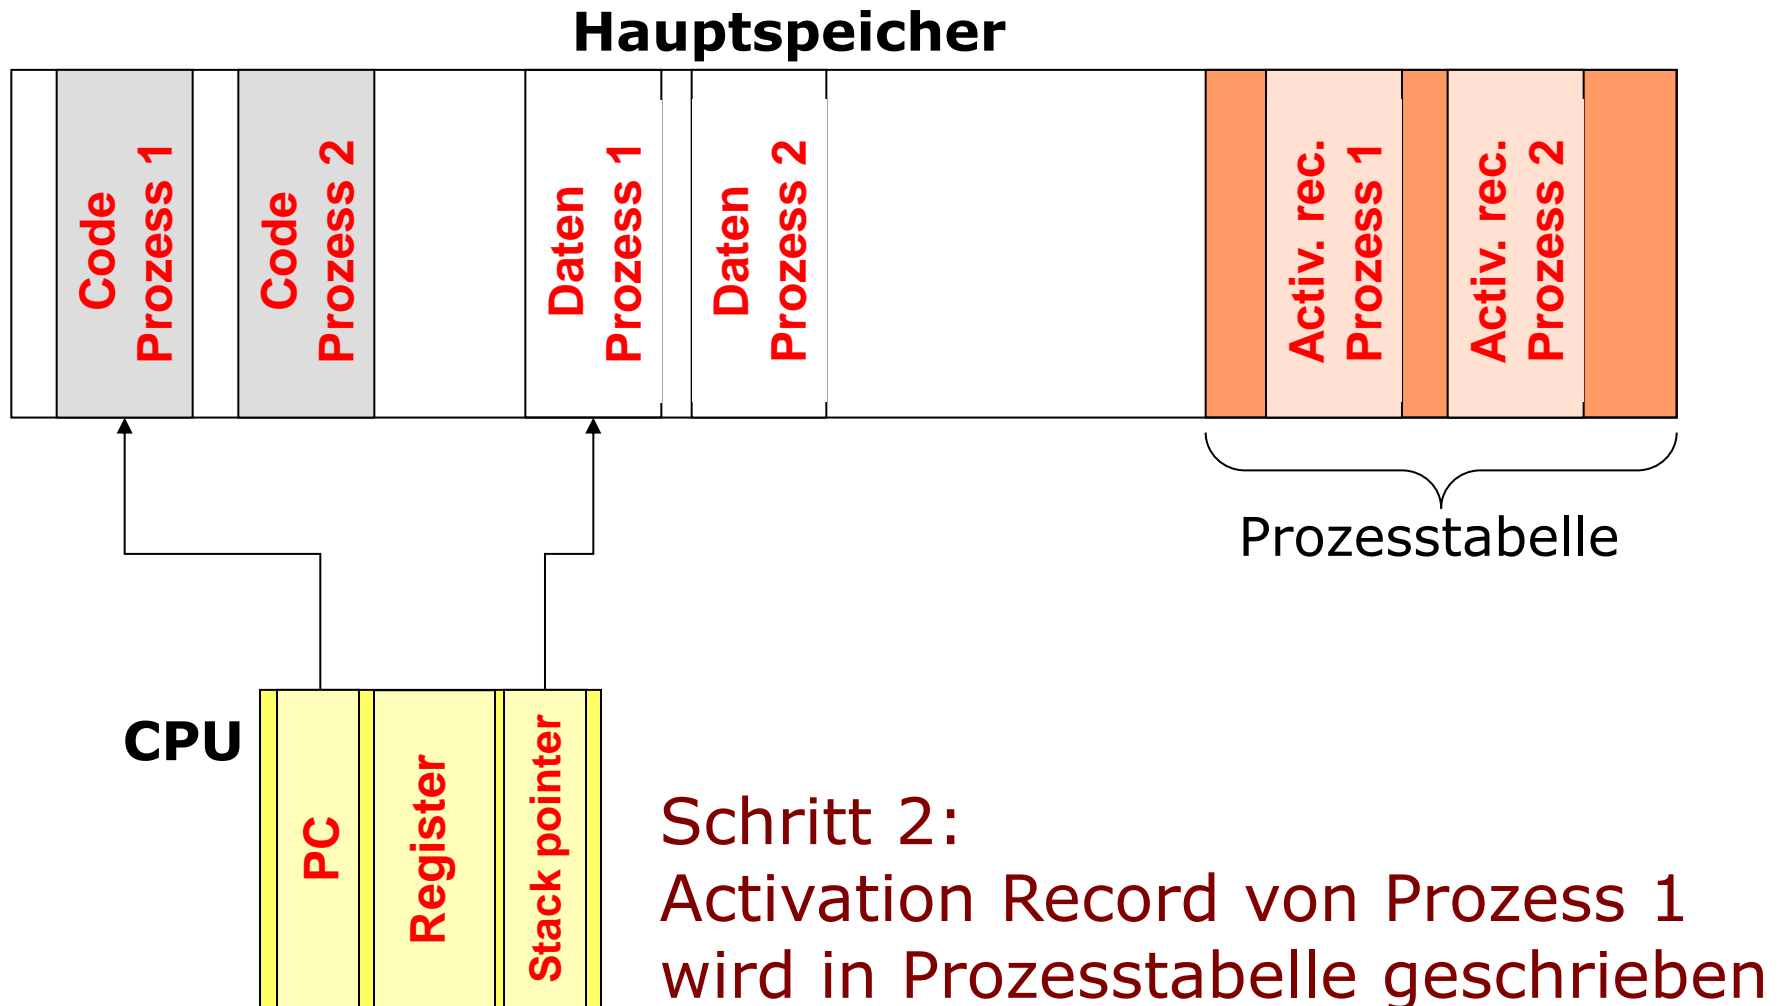 Hauptspeicher
Code
Prozess 1
Code
Prozess 2
Daten
Prozess 1
Daten
Prozess 2
Activ. rec.
Prozess 1
Activ. rec.
Prozess 2
Prozesstabelle
CPU
PC
Register
Stack pointer
Schritt 2:
Activation Record von Prozess 1
wird in Prozesstabelle geschrieben